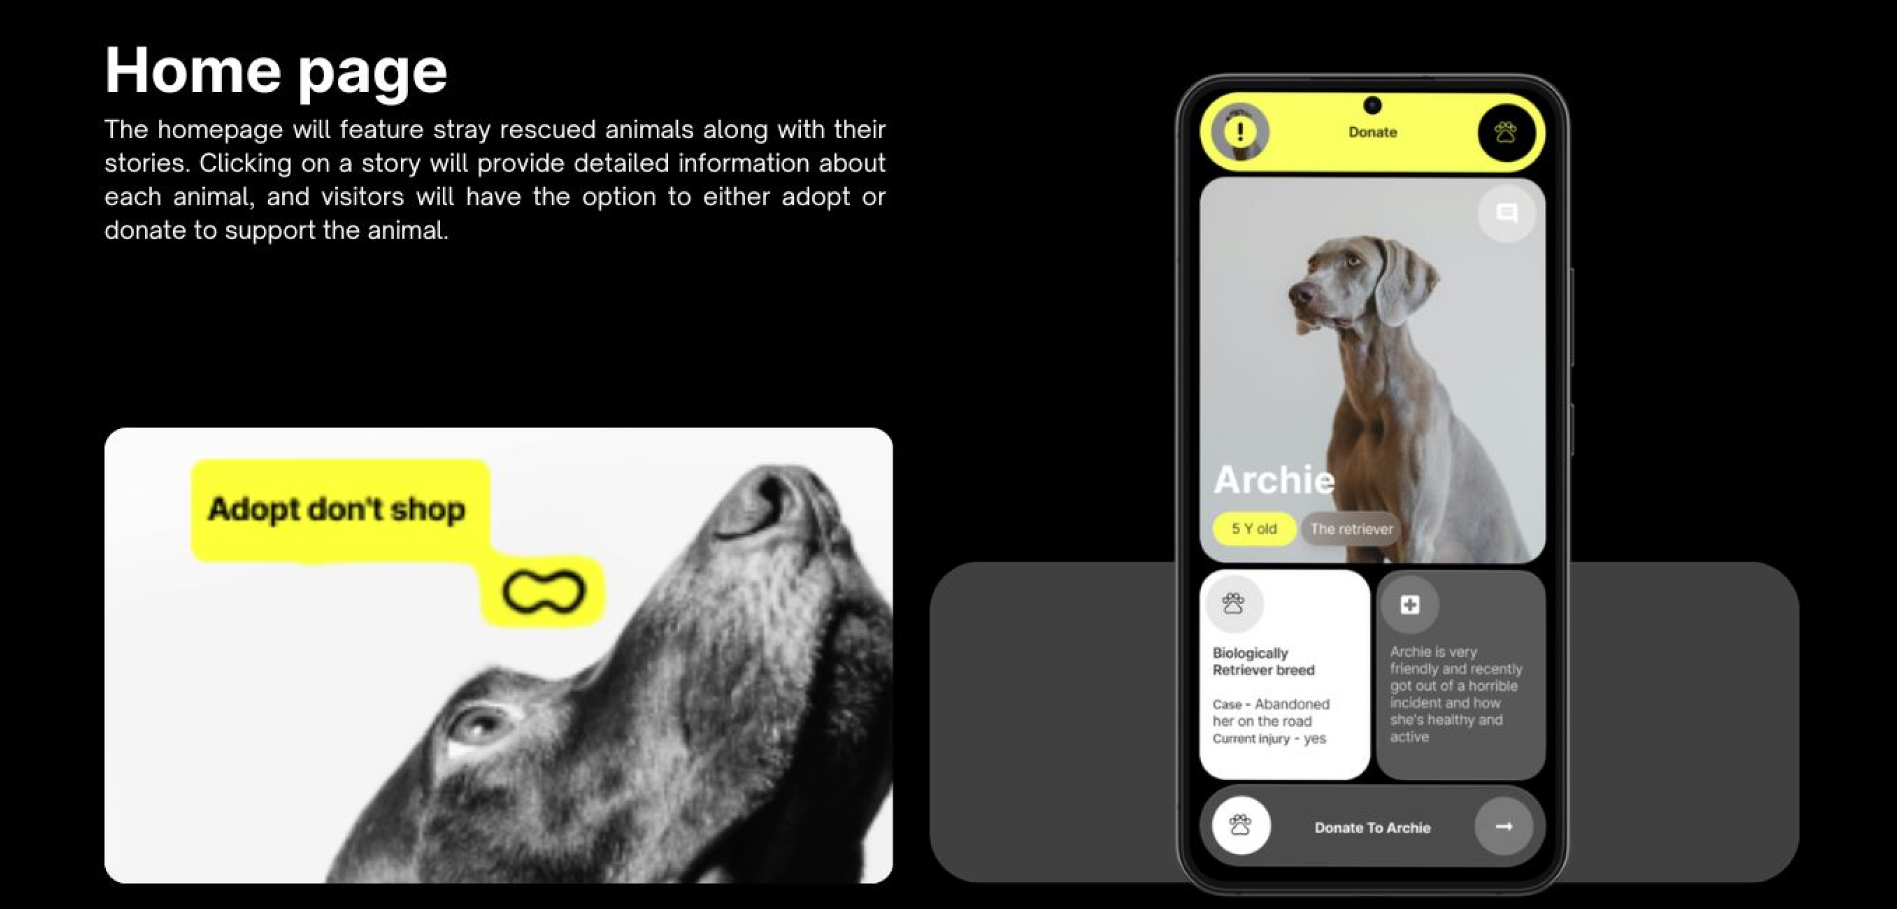 Home page
The homepage will feature stray rescued animals along with their
stories. Clicking on a story will provide detailed information about
each animal, and visitors will have the option to either adopt or
donate to support the animal.
Adopt don't shop
Donate
Archie
5 Y old
The retriever
Biologically
Retriever breed
Case - Abandoned
her on the road
Current injury - yes
Archie is very
friendly and recently
got out of a horrible
incident and how
she's healthy and
active
Donate To Archie